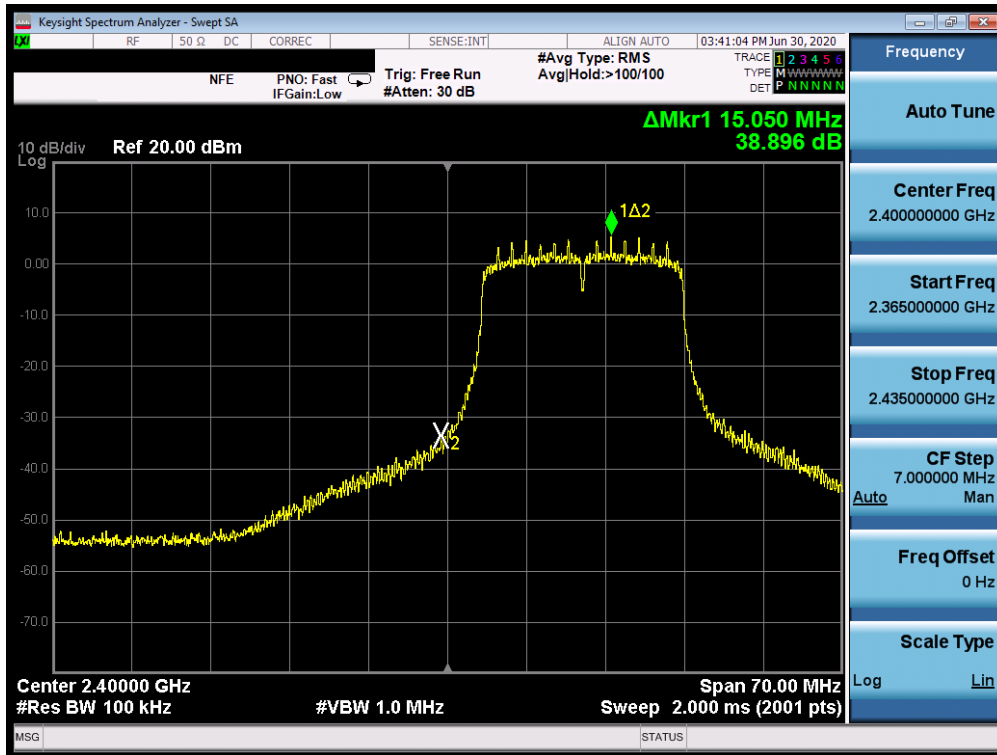 Keysight Spectrum Analyzer - Swept SA
LXI RF 50 Ω DC CORREC SENSE:INT ALIGN AUTO 03:41:04 PM Jun 30, 2020
NFE PNO: Fast IFGain:Low Trig: Free Run #Atten: 30 dB #Avg Type: RMS Avg|Hold:>100/100
TRACE 1 2 3 4 5 6
TYPE M WWWWW
DET P N N N N N
ΔMkr1 15.050 MHz
38.896 dB
10 dB/div Ref 20.00 dBm
Log
10.0
0.00
-10.0
-20.0
-30.0
-40.0
-50.0
-60.0
-70.0
1Δ2
2
Center 2.40000 GHz Span 70.00 MHz
#Res BW 100 kHz #VBW 1.0 MHz Sweep 2.000 ms (2001 pts)
MSG STATUS
Frequency
Auto Tune
Center Freq
2.400000000 GHz
Start Freq
2.365000000 GHz
Stop Freq
2.435000000 GHz
CF Step
7.000000 MHz
Auto Man
Freq Offset
0 Hz
Scale Type
Log Lin